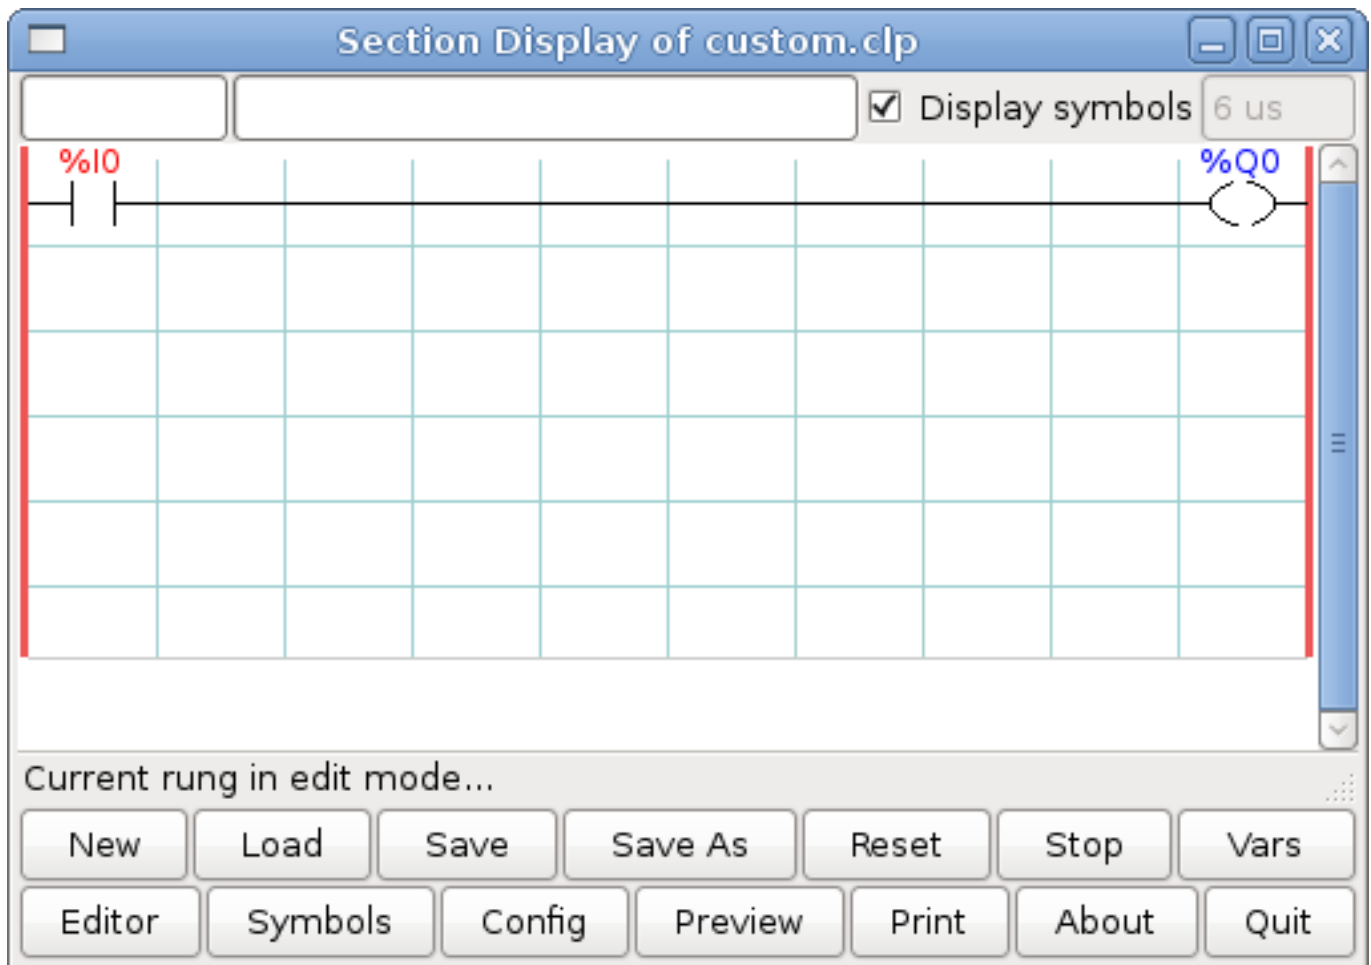 Section Display of custom.clp
Display symbols 6 us
%I0 %Q0
Current rung in edit mode...
New Load Save Save As Reset Stop Vars
Editor Symbols Config Preview Print About Quit